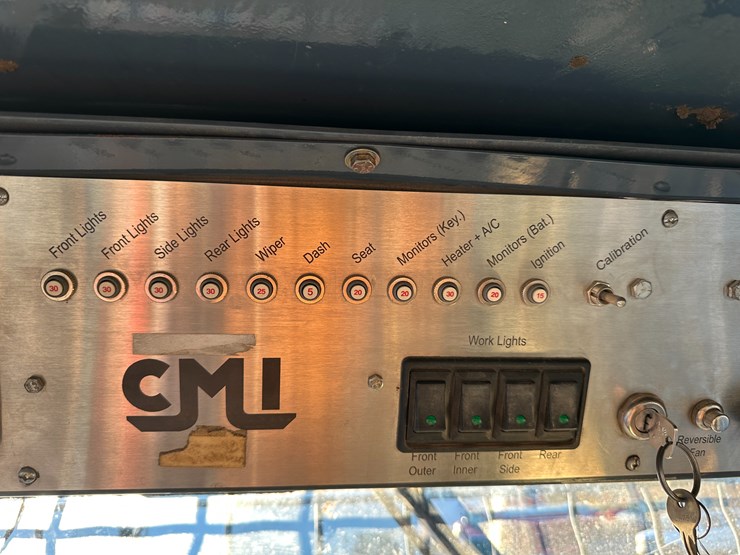 Front Lights
Front Lights
Side Lights
Rear Lights
Wiper
Dash
Seat
Monitors (Key.)
Heater + A/C
Monitors (Bat.)
Ignition
Calibration
30
30
30
30
25
5
20
20
30
20
15
CMI
Work Lights
Front
Outer
Front
Inner
Front
Side
Rear
Reversible
Fan